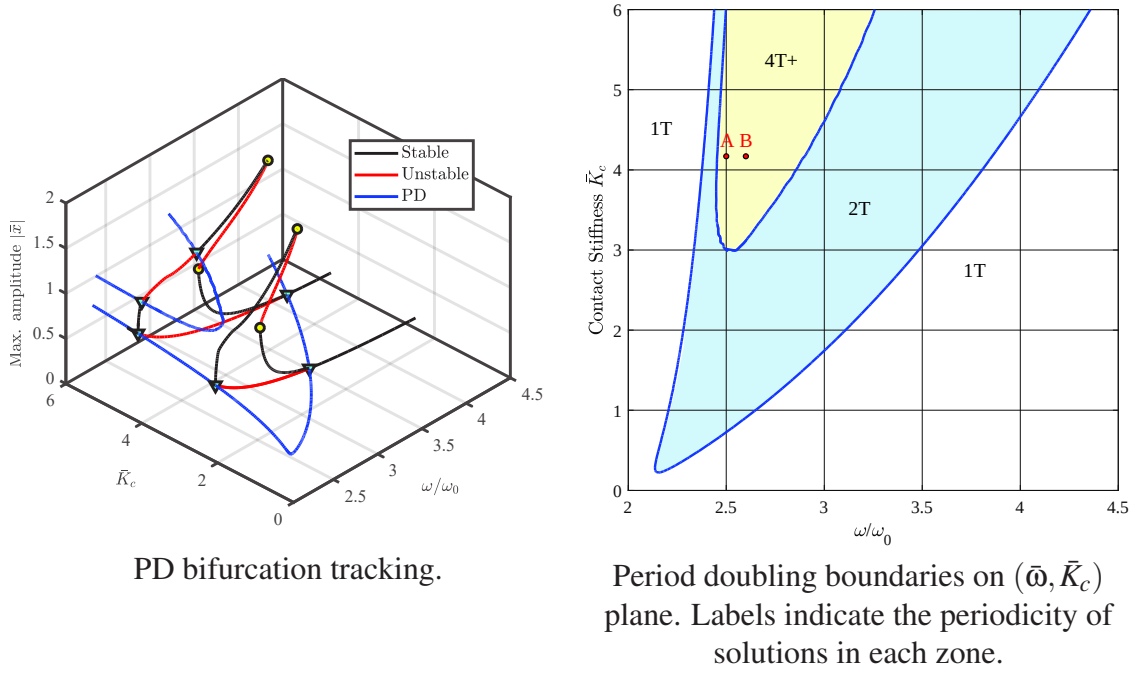 Stable
Unstable
PD
Max. amplitude |x̄|
2
1.5
1
0.5
0
6
4
2
0
K̄c
2.5
3
3.5
4
4.5
ω/ω0
PD bifurcation tracking.
6
5
4
3
2
1
0
Contact Stiffness K̄c
1T
4T+
A B
2T
1T
2
2.5
3
3.5
4
4.5
ω/ω0
Period doubling boundaries on (ω̄, K̄c)
plane. Labels indicate the periodicity of
solutions in each zone.